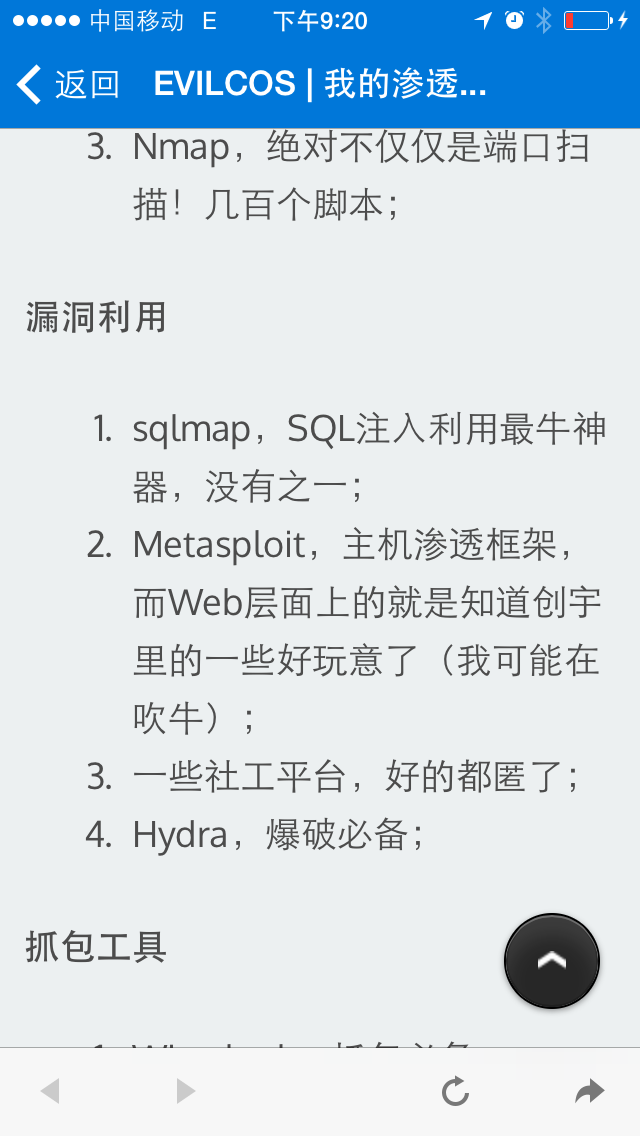 中国移动 E 下午9:20
返回 EVILCOS | 我的渗透...
3. Nmap，绝对不仅仅是端口扫
描！几百个脚本；
漏洞利用
1. sqlmap，SQL注入利用最牛神
器，没有之一；
2. Metasploit，主机渗透框架，
而Web层面上的就是知道创宇
里的一些好玩意了（我可能在
吹牛）；
3. 一些社工平台，好的都匿了；
4. Hydra，爆破必备；
抓包工具